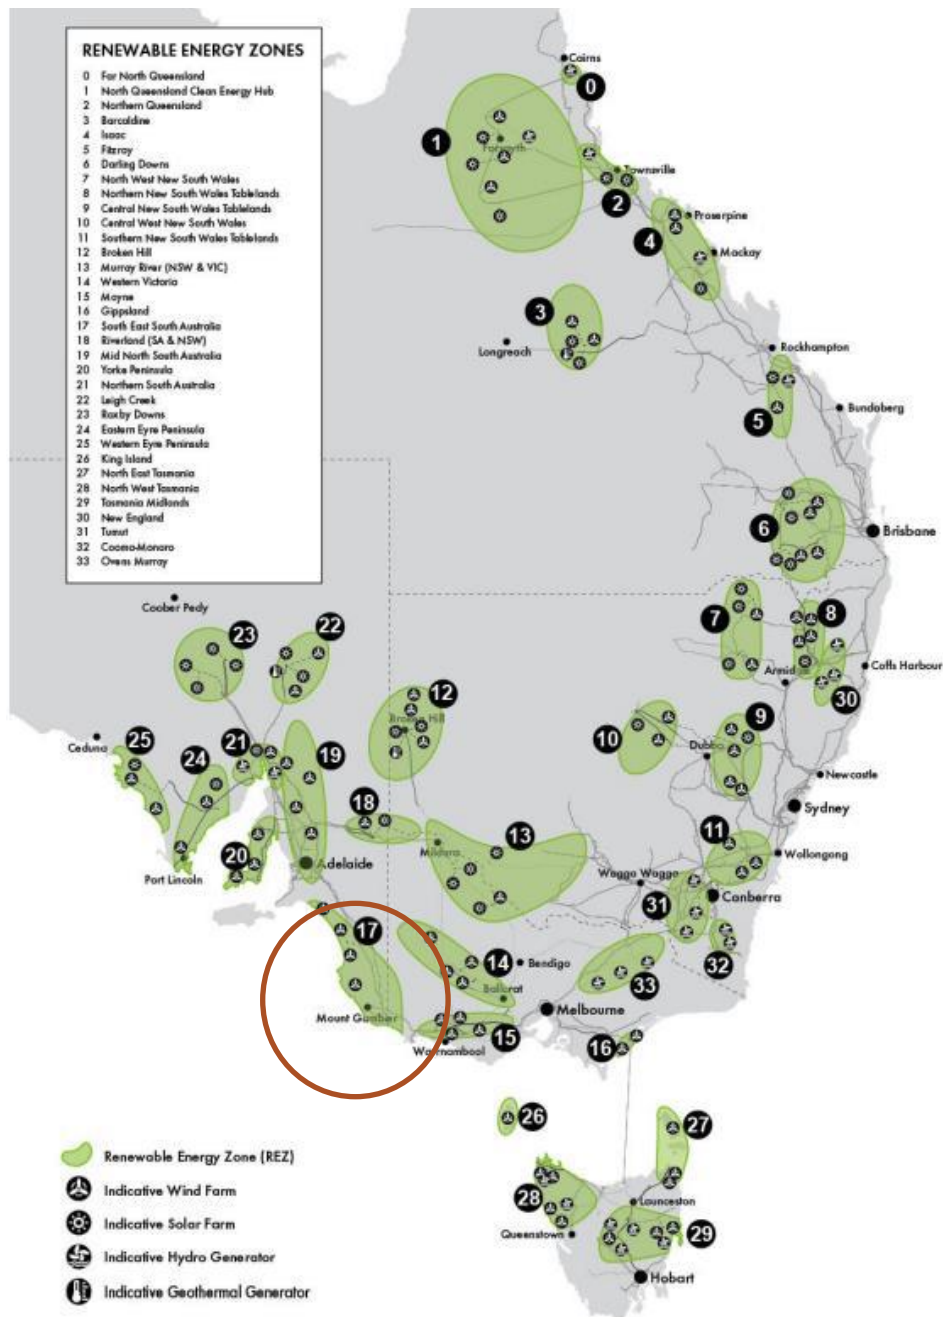 RENEWABLE ENERGY ZONES
0 Far North Queensland
1 North Queensland Clean Energy Hub
2 Northern Queensland
3 Barcaldine
4 Isaac
5 Fitzroy
6 Darling Downs
7 North West New South Wales
8 Northern New South Wales Tablelands
9 Central New South Wales Tablelands
10 Central West New South Wales
11 Southern New South Wales Tablelands
12 Broken Hill
13 Murray River (NSW & VIC)
14 Western Victoria
15 Moyne
16 Gippsland
17 South East South Australia
18 Riverland (SA & NSW)
19 Mid North South Australia
20 Yorke Peninsula
21 Northern South Australia
22 Leigh Creek
23 Roxby Downs
24 Eastern Eyre Peninsula
25 Western Eyre Peninsula
26 King Island
27 North East Tasmania
28 North West Tasmania
29 Tasmania Midlands
30 New England
31 Tumut
32 Cooma-Monaro
33 Ovens Murray
Cairns
0
1
Forsyth
Townsville
2
Proserpine
4
Mackay
3
Longreach
Rockhampton
5
Bundaberg
6
Brisbane
Coober Pedy
23
22
7
8
Armidale
Coffs Harbour
30
12
Broken Hill
10
9
Dubbo
Ceduna
25
21
24
19
Newcastle
Sydney
18
13
Mildura
11
Wollongong
20
Adelaide
Port Lincoln
Wagga Wagga
31
Canberra
17
14
Bendigo
32
33
Ballarat
Mount Gambier
Melbourne
15
Warrnambool
16
26
27
28
Launceston
Queenstown
29
Hobart
Renewable Energy Zone (REZ)
Indicative Wind Farm
Indicative Solar Farm
Indicative Hydro Generator
Indicative Geothermal Generator